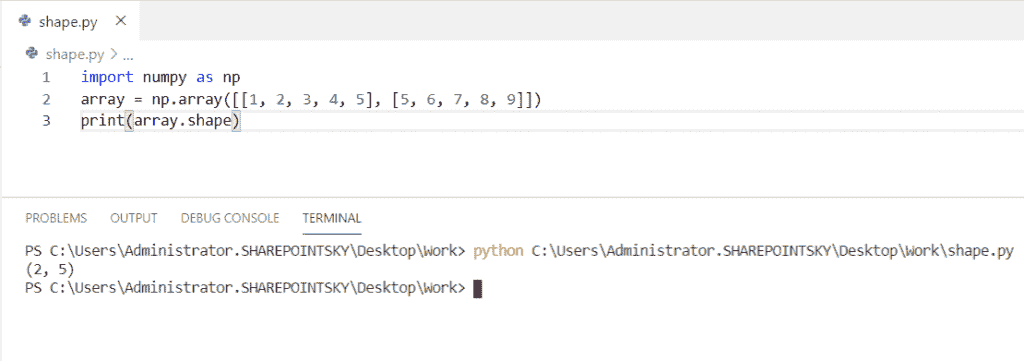 shape.py ×
shape.py > ...
1 import numpy as np
2 array = np.array([[1, 2, 3, 4, 5], [5, 6, 7, 8, 9]])
3 print(array.shape)
PROBLEMS OUTPUT DEBUG CONSOLE TERMINAL
PS C:\Users\Administrator.SHAREPOINTSKY\Desktop\Work> python C:\Users\Administrator.SHAREPOINTSKY\Desktop\Work\shape.py
(2, 5)
PS C:\Users\Administrator.SHAREPOINTSKY\Desktop\Work>